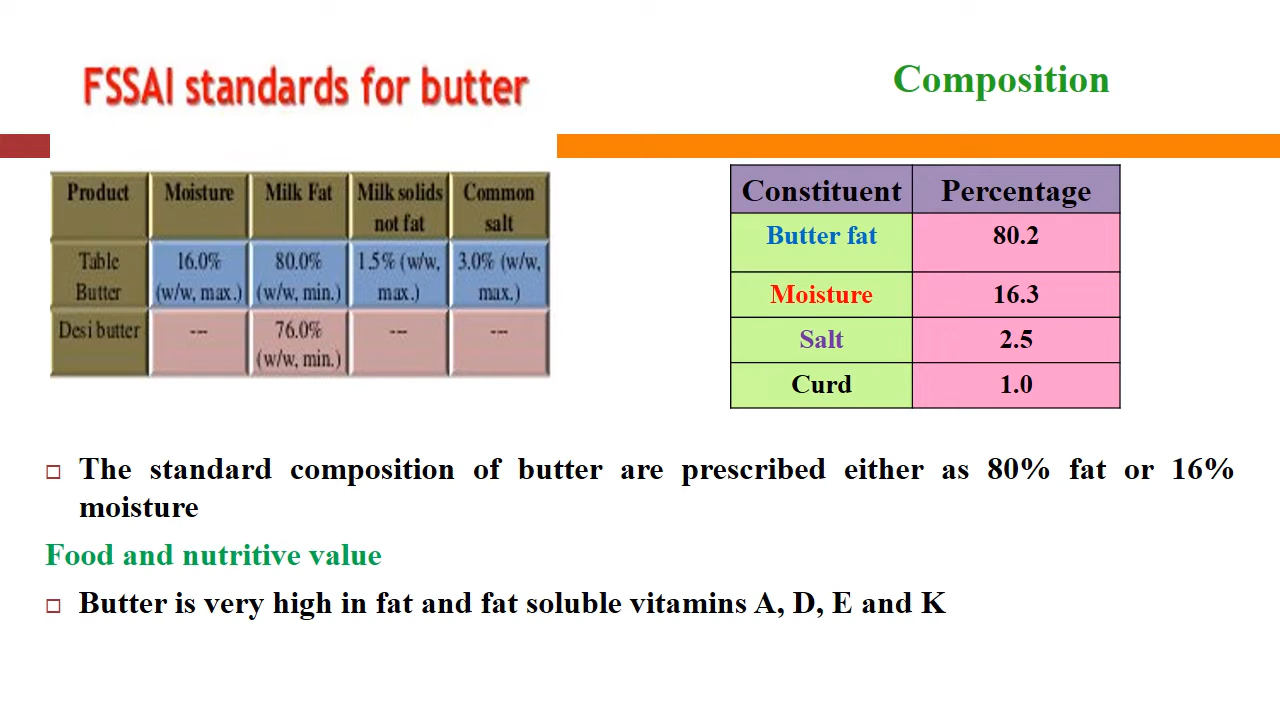 FSSAI standards for butter
Composition
Product Moisture Milk Fat Milk solids not fat Common salt
Table Butter 16.0% (w/w, max.) 80.0% (w/w, min.) 1.5% (w/w, max.) 3.0% (w/w, max.)
Desi butter --- 76.0% (w/w, min.) --- ---
Constituent Percentage
Butter fat 80.2
Moisture 16.3
Salt 2.5
Curd 1.0
The standard composition of butter are prescribed either as 80% fat or 16%
moisture
Food and nutritive value
Butter is very high in fat and fat soluble vitamins A, D, E and K